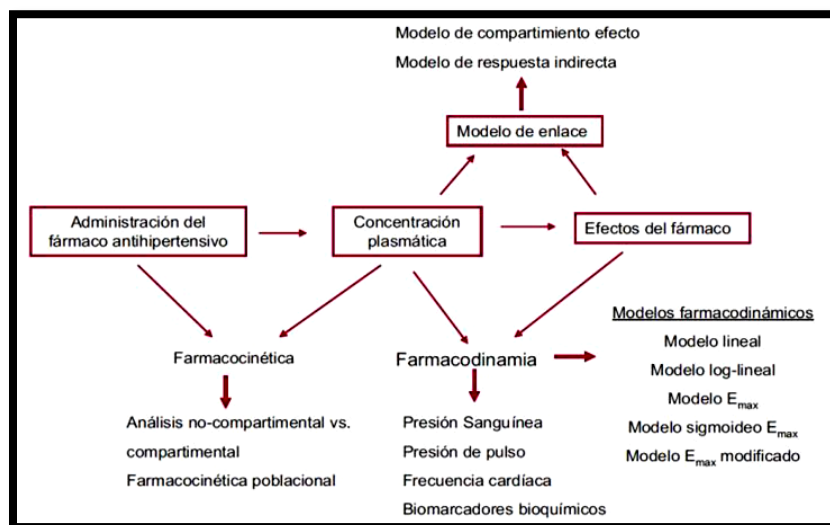 Modelo de compartimiento efecto
Modelo de respuesta indirecta
Modelo de enlace
Administración del
fármaco antihipertensivo
Concentración
plasmática
Efectos del fármaco
Farmacocinética
Farmacodinamia
Modelos farmacodinámicos
Modelo lineal
Modelo log-lineal
Modelo Emax
Modelo sigmoideo Emax
Modelo Emax modificado
Análisis no-compartimental vs.
compartimental
Farmacocinética poblacional
Presión Sanguínea
Presión de pulso
Frecuencia cardíaca
Biomarcadores bioquímicos